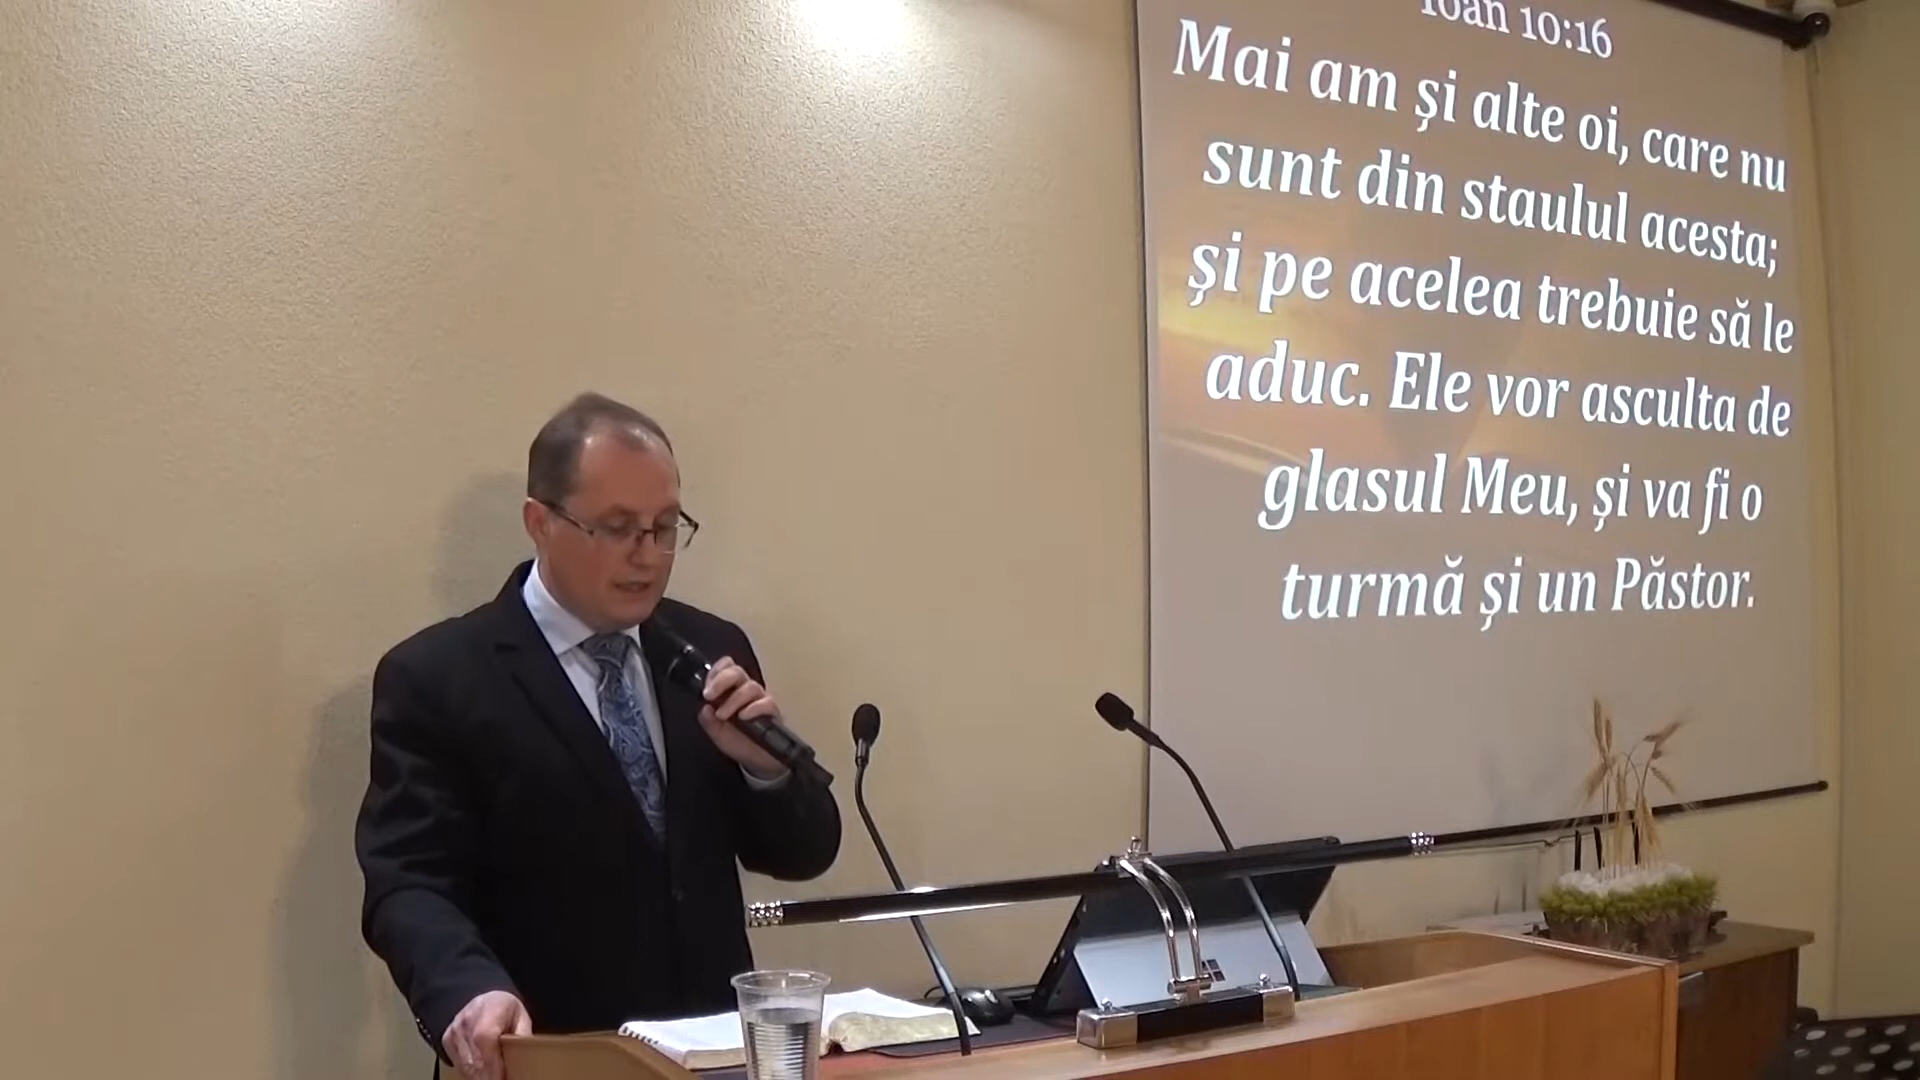 Ioan 10:16
Mai am și alte oi, care nu
sunt din staulul acesta;
și pe acelea trebuie să le
aduc. Ele vor asculta de
glasul Meu, și va fi o
turmă și un Păstor.